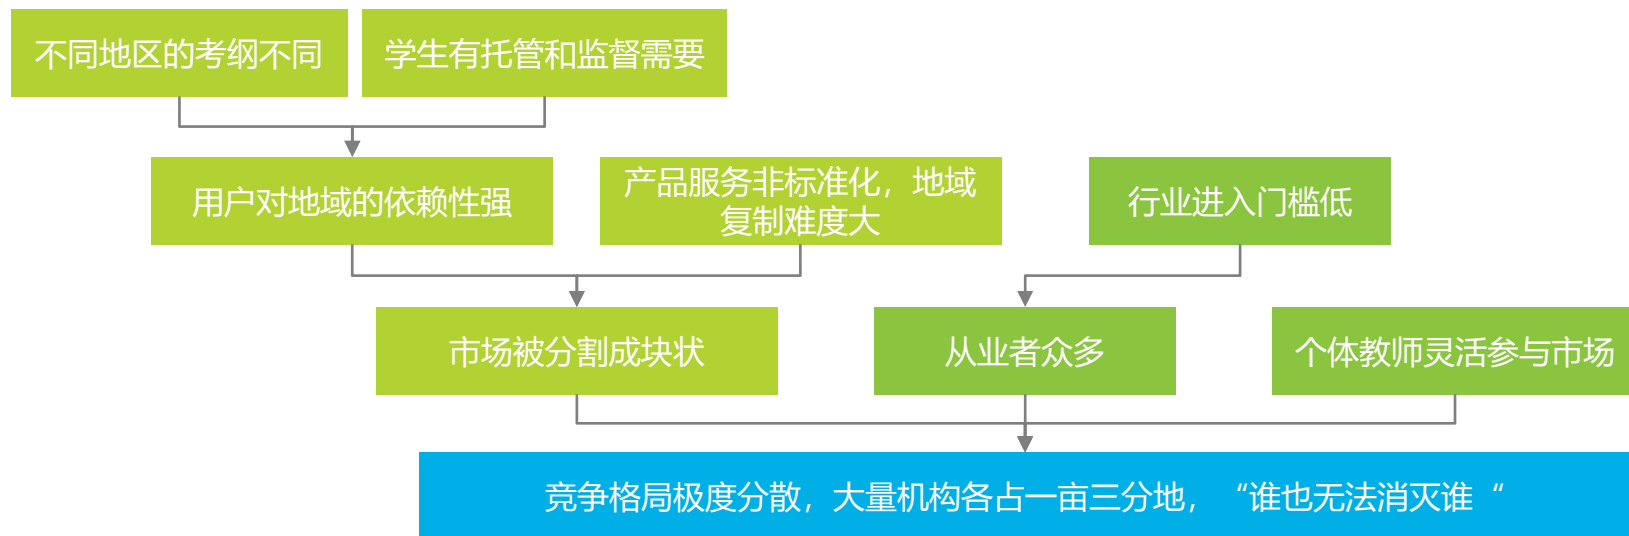 不同地区的考纲不同
学生有托管和监督需要
用户对地域的依赖性强
产品服务非标准化，地域
复制难度大
行业进入门槛低
市场被分割成块状
从业者众多
个体教师灵活参与市场
竞争格局极度分散，大量机构各占一亩三分地，“谁也无法消灭谁“